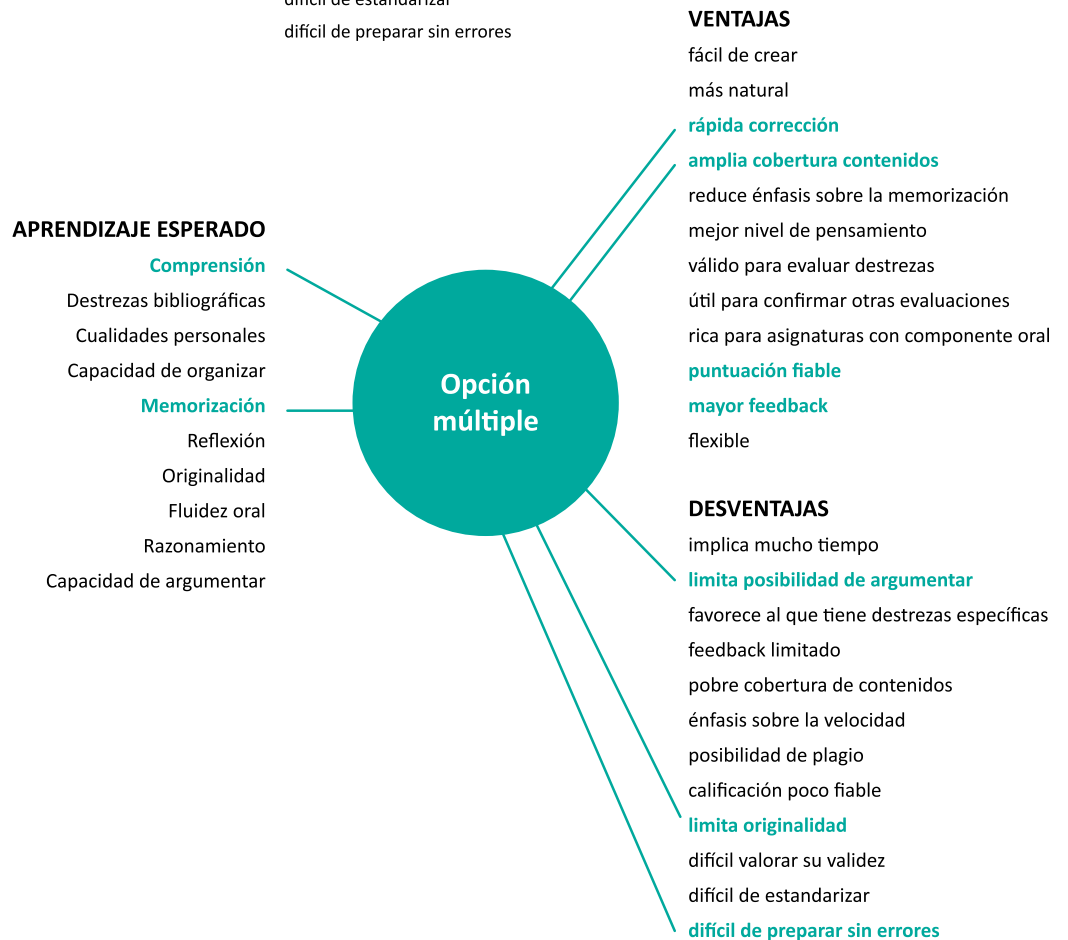 difícil de estandarizar
difícil de preparar sin errores
APRENDIZAJE ESPERADO
Comprensión
Destrezas bibliográficas
Cualidades personales
Capacidad de organizar
Memorización
Reflexión
Originalidad
Fluidez oral
Razonamiento
Capacidad de argumentar
Opción
múltiple
VENTAJAS
fácil de crear
más natural
rápida corrección
amplia cobertura contenidos
reduce énfasis sobre la memorización
mejor nivel de pensamiento
válido para evaluar destrezas
útil para confirmar otras evaluaciones
rica para asignaturas con componente oral
puntuación fiable
mayor feedback
flexible
DESVENTAJAS
implica mucho tiempo
limita posibilidad de argumentar
favorece al que tiene destrezas específicas
feedback limitado
pobre cobertura de contenidos
énfasis sobre la velocidad
posibilidad de plagio
calificación poco fiable
limita originalidad
difícil valorar su validez
difícil de estandarizar
difícil de preparar sin errores